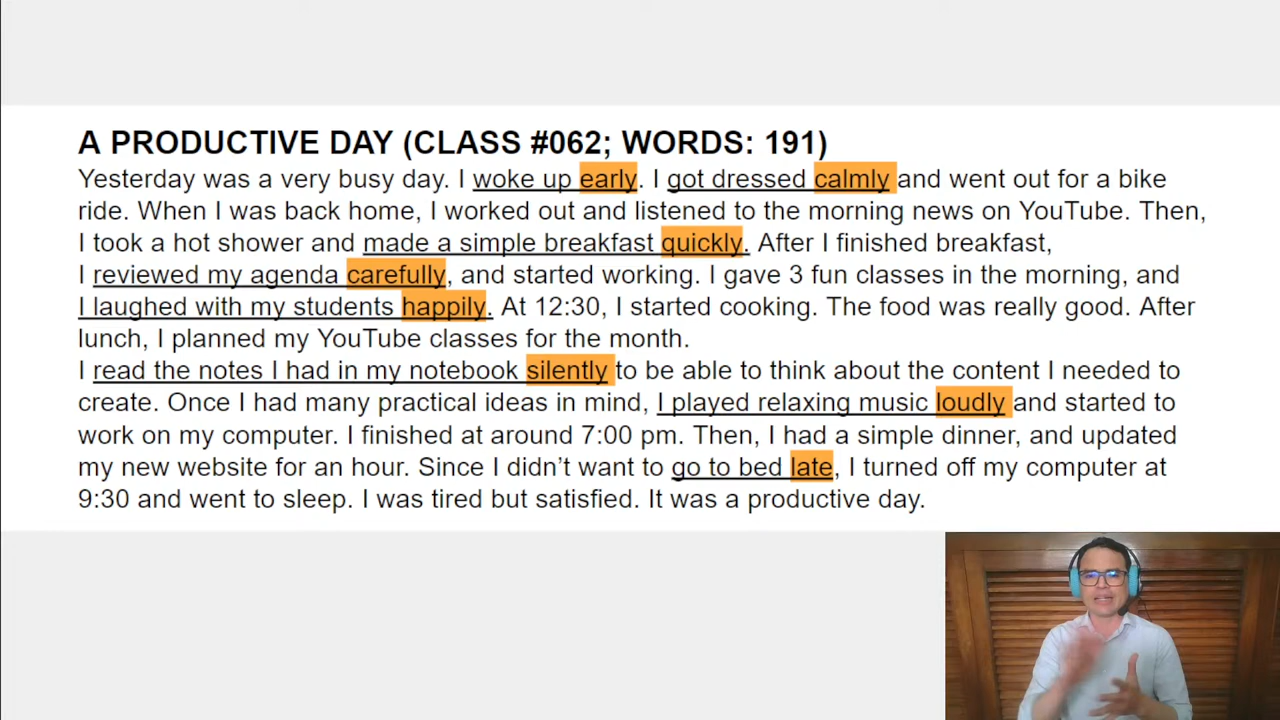 A PRODUCTIVE DAY (CLASS #062; WORDS: 191)
Yesterday was a very busy day. I woke up early. I got dressed calmly and went out for a bike
ride. When I was back home, I worked out and listened to the morning news on YouTube. Then,
I took a hot shower and made a simple breakfast quickly. After I finished breakfast,
I reviewed my agenda carefully, and started working. I gave 3 fun classes in the morning, and
I laughed with my students happily. At 12:30, I started cooking. The food was really good. After
lunch, I planned my YouTube classes for the month.
I read the notes I had in my notebook silently to be able to think about the content I needed to
create. Once I had many practical ideas in mind, I played relaxing music loudly and started to
work on my computer. I finished at around 7:00 pm. Then, I had a simple dinner, and updated
my new website for an hour. Since I didn’t want to go to bed late, I turned off my computer at
9:30 and went to sleep. I was tired but satisfied. It was a productive day.